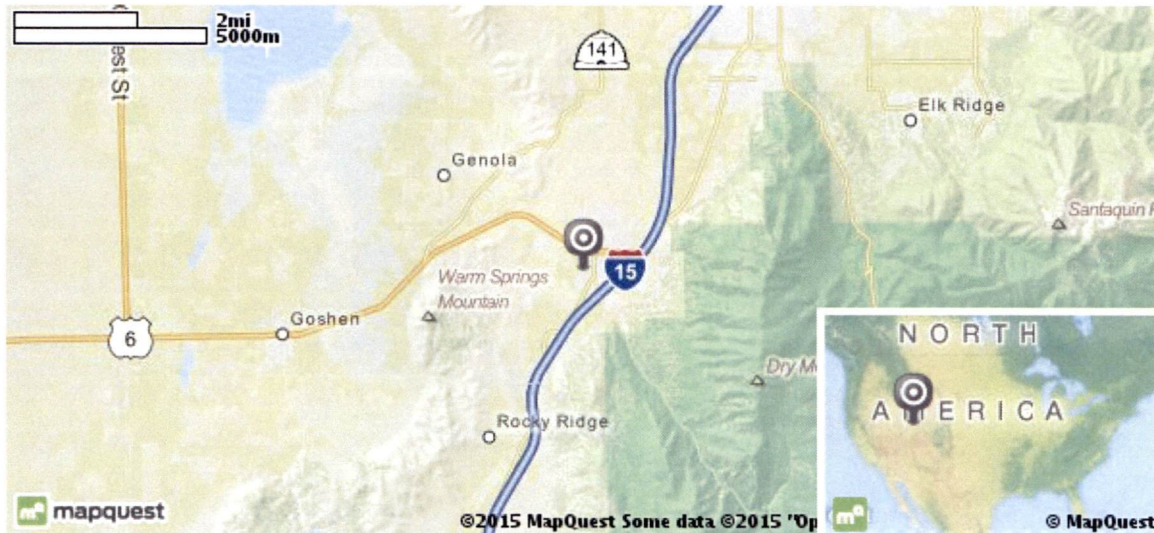 2mi
5000m
est St
141
Elk Ridge
Genola
Santaquin
15
Warm Springs
Mountain
6
Goshen
Dry
Rocky Ridge
NORTH
AMERICA
mapquest
©2015 MapQuest Some data ©2015 "Op
m
© MapQuest